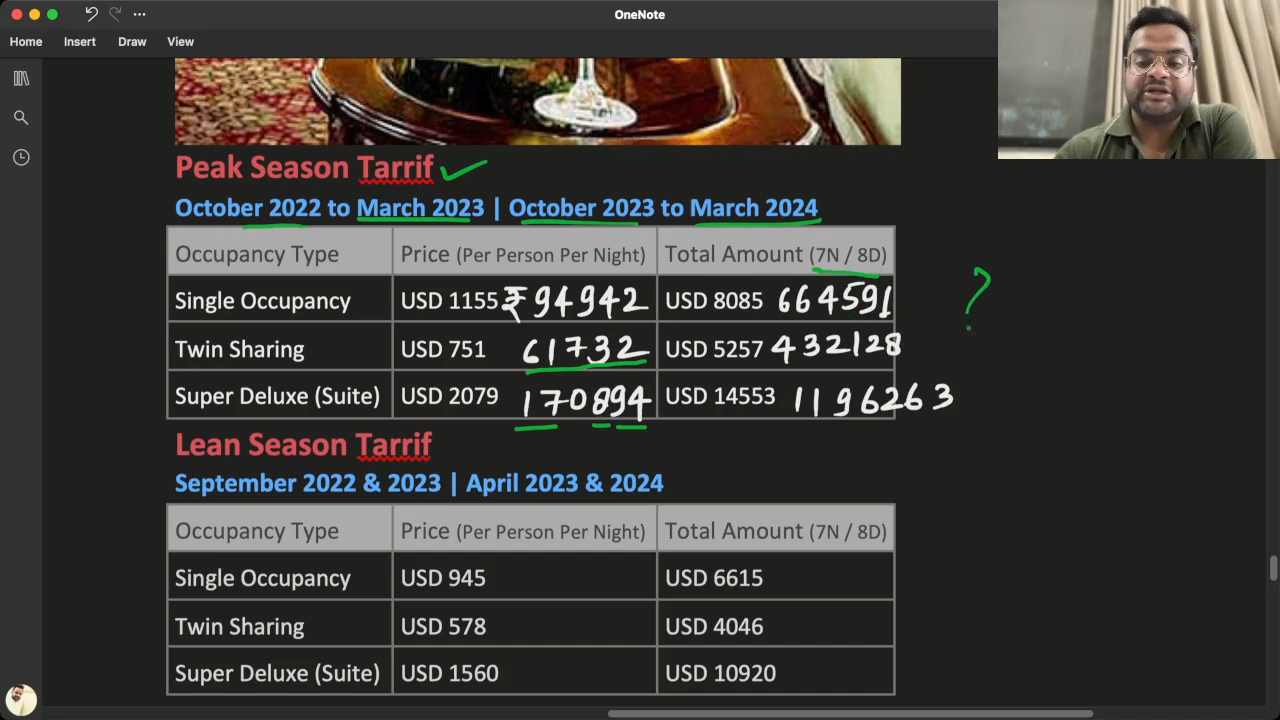 OneNote
Home Insert Draw View
Peak Season Tarrif
October 2022 to March 2023 | October 2023 to March 2024
Occupancy Type Price (Per Person Per Night) Total Amount (7N / 8D)
Single Occupancy USD 1155 ₹94942 USD 8085 664591
?
Twin Sharing USD 751 61732 USD 5257 432128
Super Deluxe (Suite) USD 2079 170894 USD 14553 1196263
Lean Season Tarrif
September 2022 & 2023 | April 2023 & 2024
Occupancy Type Price (Per Person Per Night) Total Amount (7N / 8D)
Single Occupancy USD 945 USD 6615
Twin Sharing USD 578 USD 4046
Super Deluxe (Suite) USD 1560 USD 10920